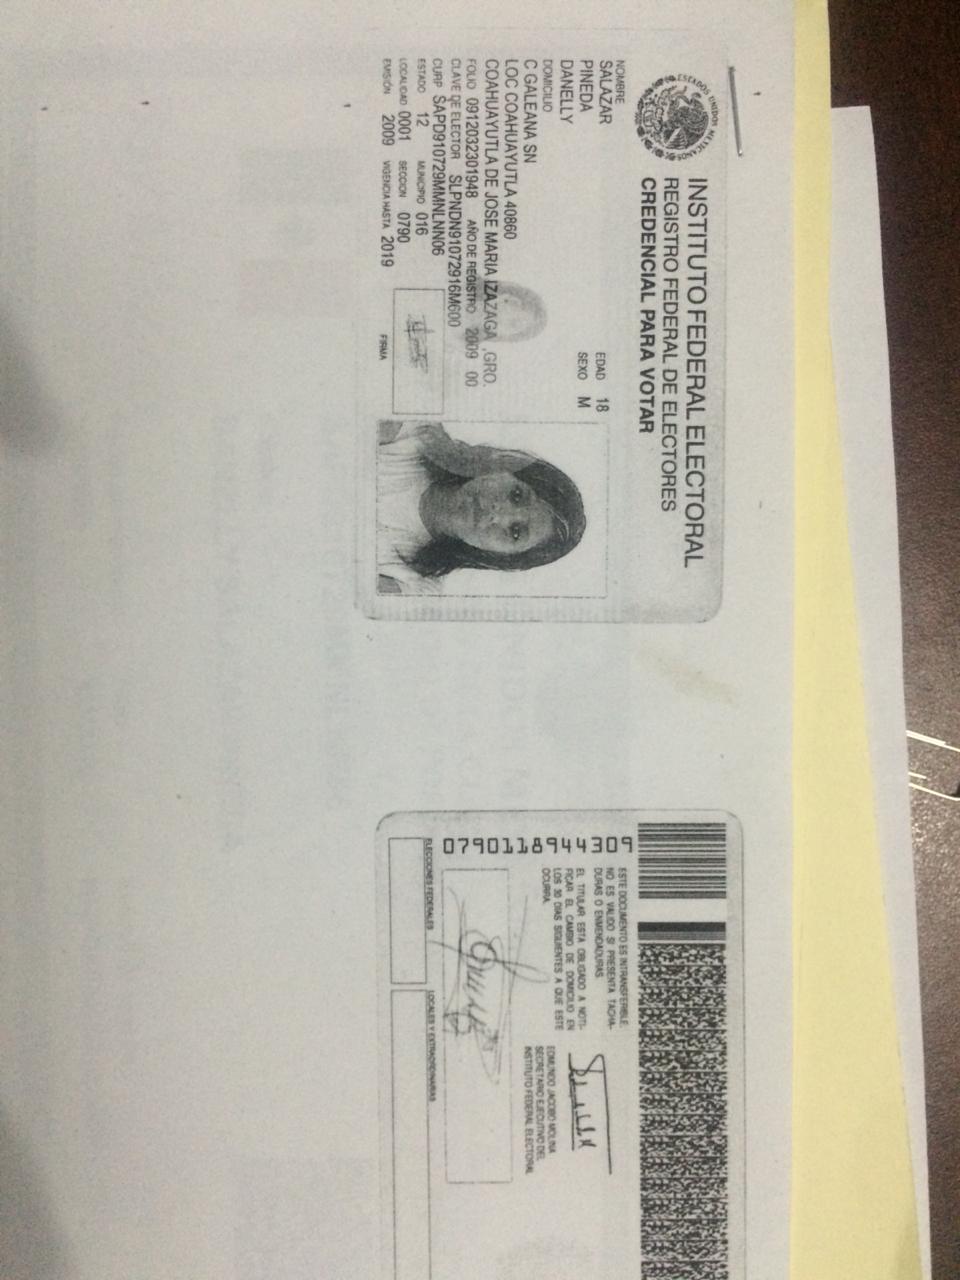 ESTADOS UNIDOS MEXICANOS
INSTITUTO FEDERAL ELECTORAL
REGISTRO FEDERAL DE ELECTORES
CREDENCIAL PARA VOTAR
NOMBRE
SALAZAR
PINEDA
DANELLY
EDAD 18
SEXO M
DOMICILIO
C GALEANA SN
LOC COAHUAYUTLA 40860
COAHUAYUTLA DE JOSE MARIA IZAZAGA ,GRO.
FOLIO 0912032301948 AÑO DE REGISTRO 2009 00
CLAVE DE ELECTOR SLPNDN91072916M600
CURP SAPD910729MMNLNN06
ESTADO 12 MUNICIPIO 016
LOCALIDAD 0001 SECCION 0790
EMISIÓN 2009 VIGENCIA HASTA 2019
FIRMA
ESTE DOCUMENTO ES INTRANSFERIBLE,
NO ES VALIDO SI PRESENTA TACHA-
DURAS O ENMENDADURAS.
EL TITULAR ESTA OBLIGADO A NOTI-
FICAR EL CAMBIO DE DOMICILIO EN
LOS 30 DIAS SIGUIENTES A QUE ESTE
OCURRA.
EDMUNDO JACOBO MOLINA
SECRETARIO EJECUTIVO DEL
INSTITUTO FEDERAL ELECTORAL
ELECCIONES FEDERALES
LOCALES Y EXTRAORDINARIAS